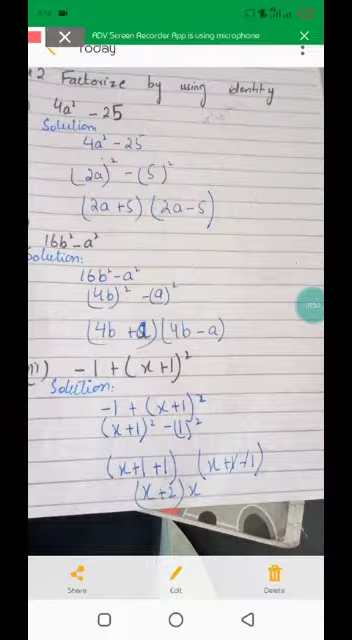 ADV Screen Recorder App is using microphone
Today
2 Factorize by using identity
4a² - 25
Solution
4a² - 25
(2a)² - (5)²
(2a + 5) (2a - 5)
16b² - a²
Solution:
16b² - a²
(4b)² - (a)²
(4b + a) (4b - a)
-1 + (x+1)²
Solution:
-1 + (x+1)²
(x+1)² - (1)²
(x+1+1) (x+1-1)
(x+2) x
Share
Edit
Delete